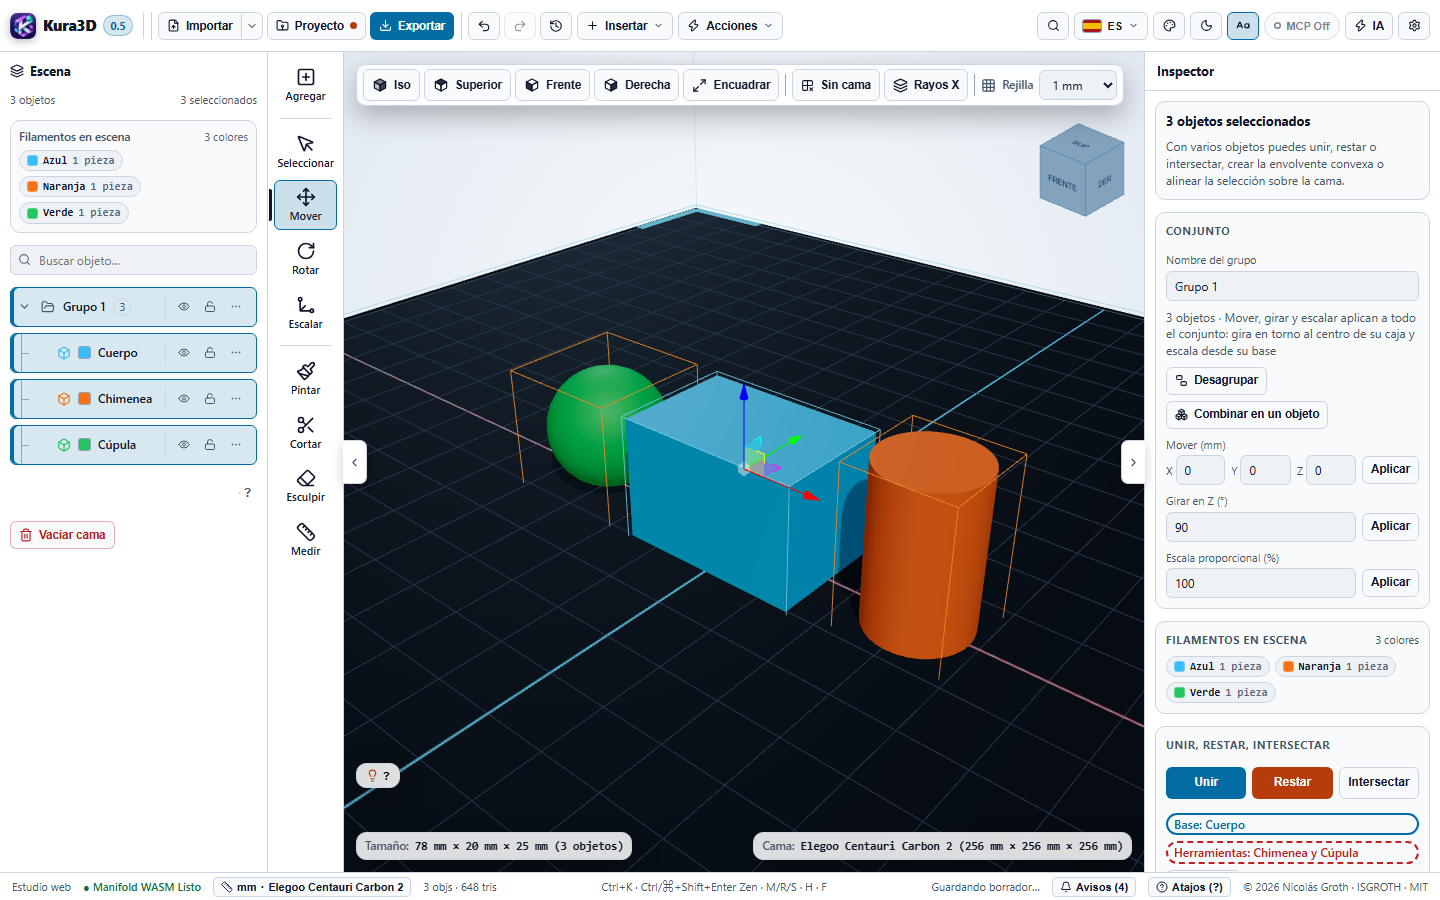 Kura3D 0.5 Importar Proyecto Exportar Insertar Acciones ES Aa MCP Off IA
Escena
3 objetos 3 seleccionados
Filamentos en escena 3 colores
Azul 1 pieza
Naranja 1 pieza
Verde 1 pieza
Buscar objeto...
Grupo 1 3
Cuerpo
Chimenea
Cúpula
?
Vaciar cama
Agregar
Seleccionar
Mover
Rotar
Escalar
Pintar
Cortar
Esculpir
Medir
Iso Superior Frente Derecha Encuadrar Sin cama Rayos X Rejilla 1 mm
SUP
FRENTE DER
?
Tamaño: 78 mm × 20 mm × 25 mm (3 objetos)
Cama: Elegoo Centauri Carbon 2 (256 mm × 256 mm × 256 mm)
Inspector
3 objetos seleccionados
Con varios objetos puedes unir, restar o
intersectar, crear la envolvente convexa o
alinear la selección sobre la cama.
CONJUNTO
Nombre del grupo
Grupo 1
3 objetos · Mover, girar y escalar aplican a todo
el conjunto: gira en torno al centro de su caja y
escala desde su base
Desagrupar
Combinar en un objeto
Mover (mm)
X 0 Y 0 Z 0 Aplicar
Girar en Z (°)
90 Aplicar
Escala proporcional (%)
100 Aplicar
FILAMENTOS EN ESCENA 3 colores
Azul 1 pieza Naranja 1 pieza
Verde 1 pieza
UNIR, RESTAR, INTERSECTAR
Unir Restar Intersectar
Base: Cuerpo
Herramientas: Chimenea y Cúpula
Estudio web ● Manifold WASM Listo mm · Elegoo Centauri Carbon 2 3 objs · 648 tris Ctrl+K · Ctrl/⌘+Shift+Enter Zen · M/R/S · H · F Guardando borrador... Avisos (4) Atajos (?) © 2026 Nicolás Groth · ISGROTH · MIT